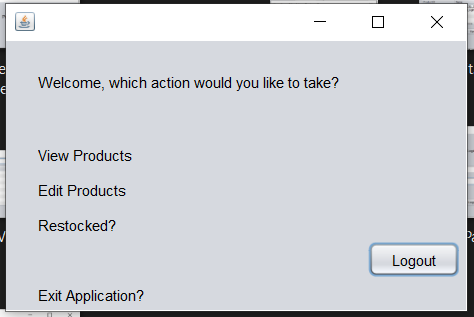 Welcome, which action would you like to take?
View Products
Edit Products
Restocked?
Logout
Exit Application?